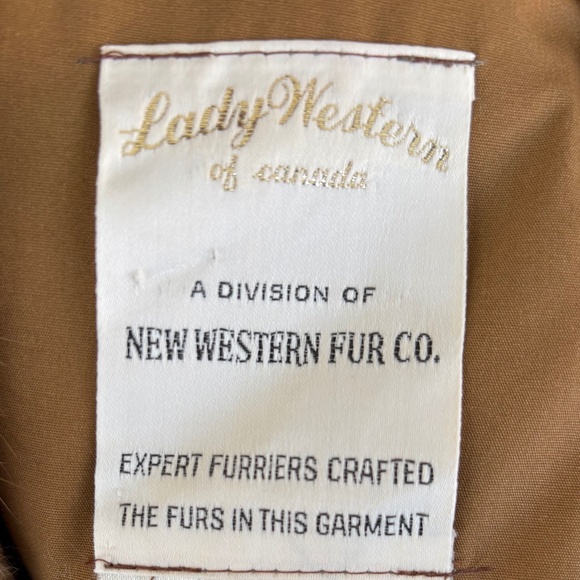 Lady Western
of canada
A DIVISION OF
NEW WESTERN FUR CO.
EXPERT FURRIERS CRAFTED
THE FURS IN THIS GARMENT